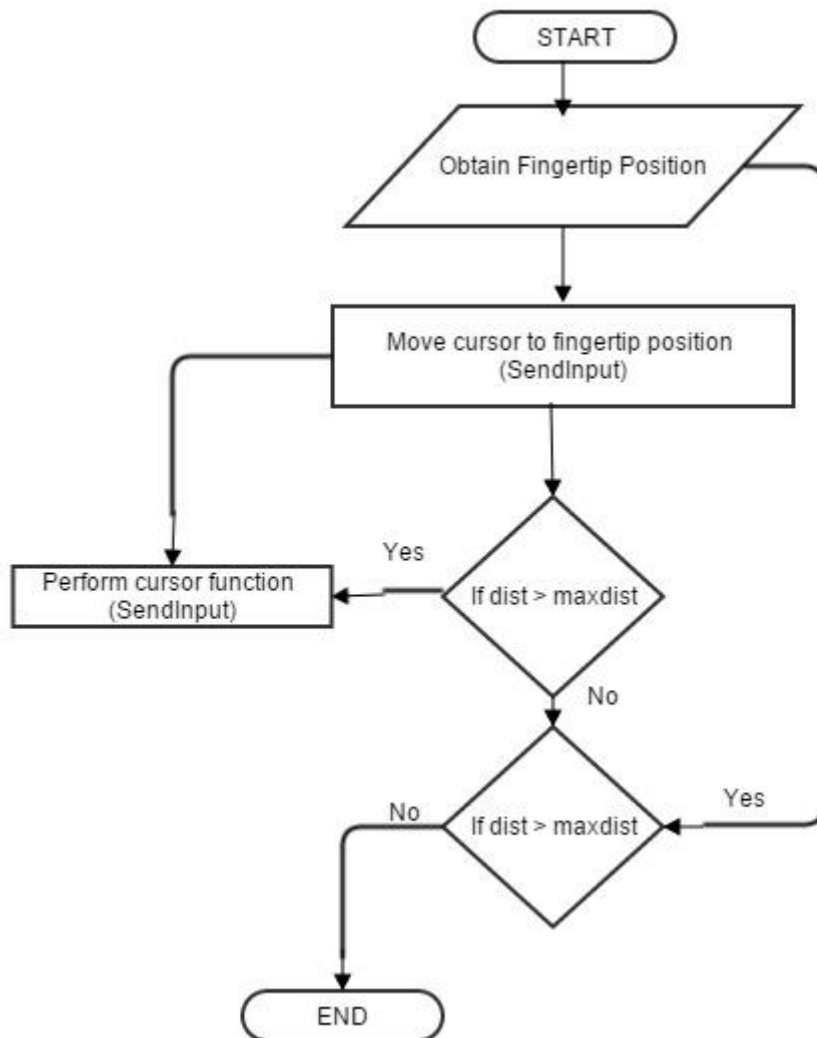 START
Obtain Fingertip Position
Move cursor to fingertip position
(SendInput)
Yes
Perform cursor function
(SendInput)
If dist > maxdist
No
If dist > maxdist
No
Yes
END